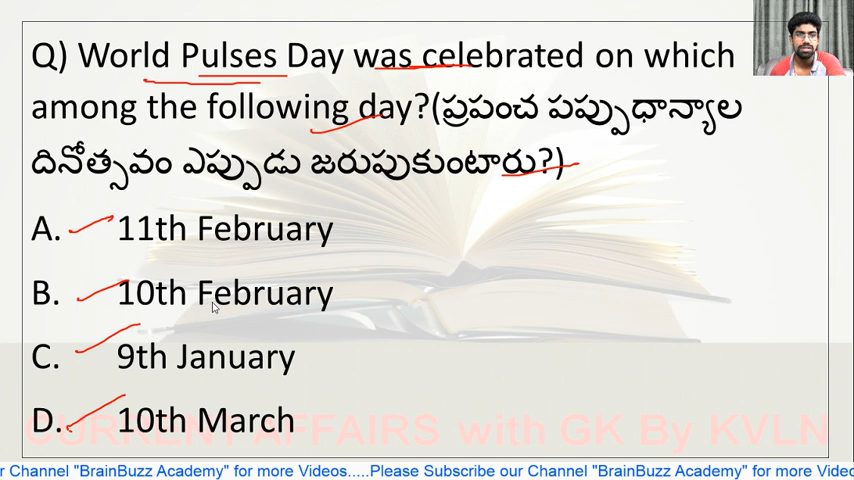 Q) World Pulses Day was celebrated on which
among the following day?(ప్రపంచ పప్పుధాన్యాల
దినోత్సవం ఎప్పుడు జరుపుకుంటారు?)
A. 11th February
B. 10th February
C. 9th January
D. 10th March
CURRENT AFFAIRS with GK By KVLN
r Channel "BrainBuzz Academy" for more Videos.....Please Subscribe our Channel "BrainBuzz Academy" for more Vide